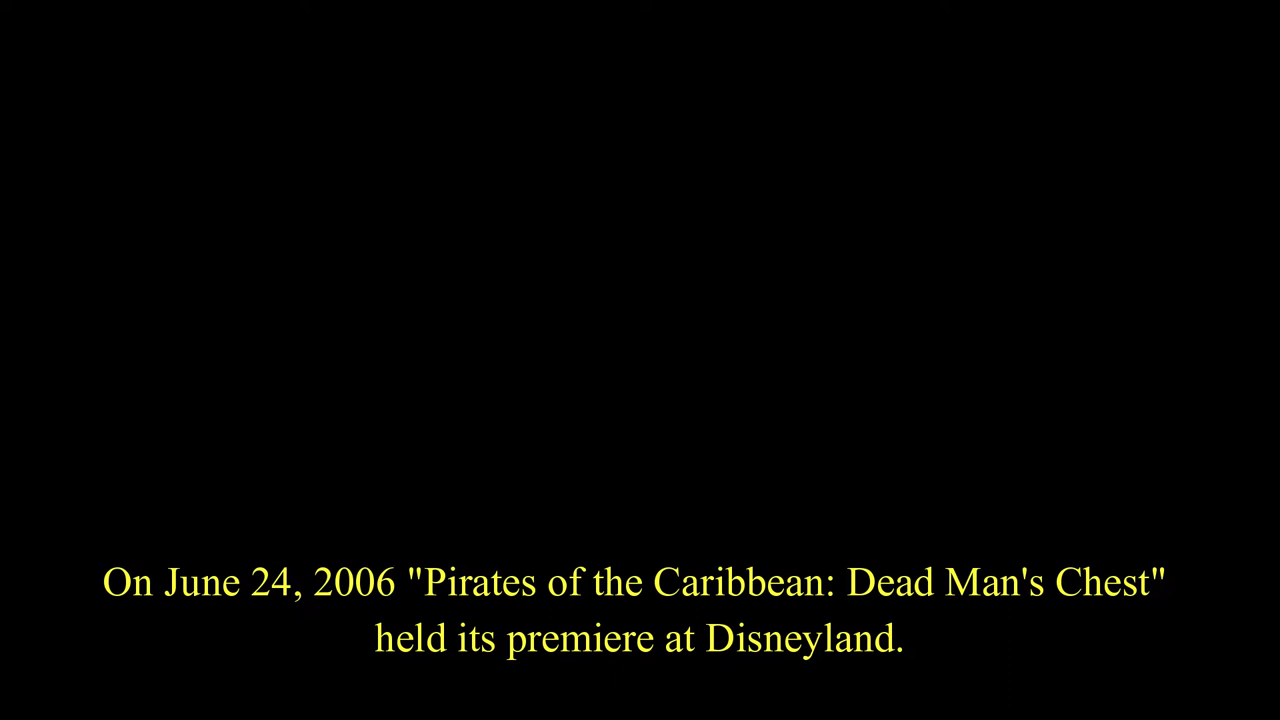 On June 24, 2006 "Pirates of the Caribbean: Dead Man's Chest"
held its premiere at Disneyland.